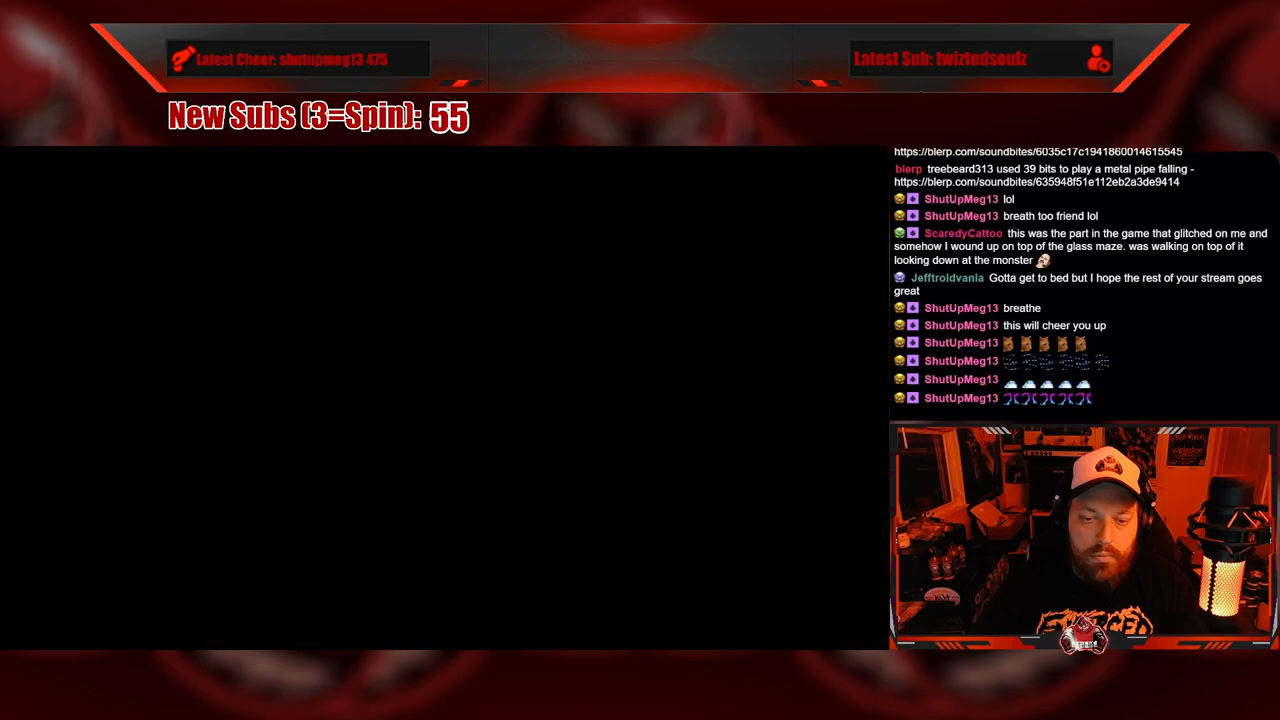 Latest Cheer: shutupmeg13 475
Latest Sub: twiztedsoulz
New Subs (3=Spin): 55
https://blerp.com/soundbites/6035c17c1941860014615545
blerp treebeard313 used 39 bits to play a metal pipe falling -
https://blerp.com/soundbites/635948f51e112eb2a3de9414
ShutUpMeg13 lol
ShutUpMeg13 breath too friend lol
ScaredyCattoo this was the part in the game that glitched on me and
somehow I wound up on top of the glass maze. was walking on top of it
looking down at the monster
Jefftroidvania Gotta get to bed but I hope the rest of your stream goes
great
ShutUpMeg13 breathe
ShutUpMeg13 this will cheer you up
ShutUpMeg13
ShutUpMeg13
ShutUpMeg13
ShutUpMeg13